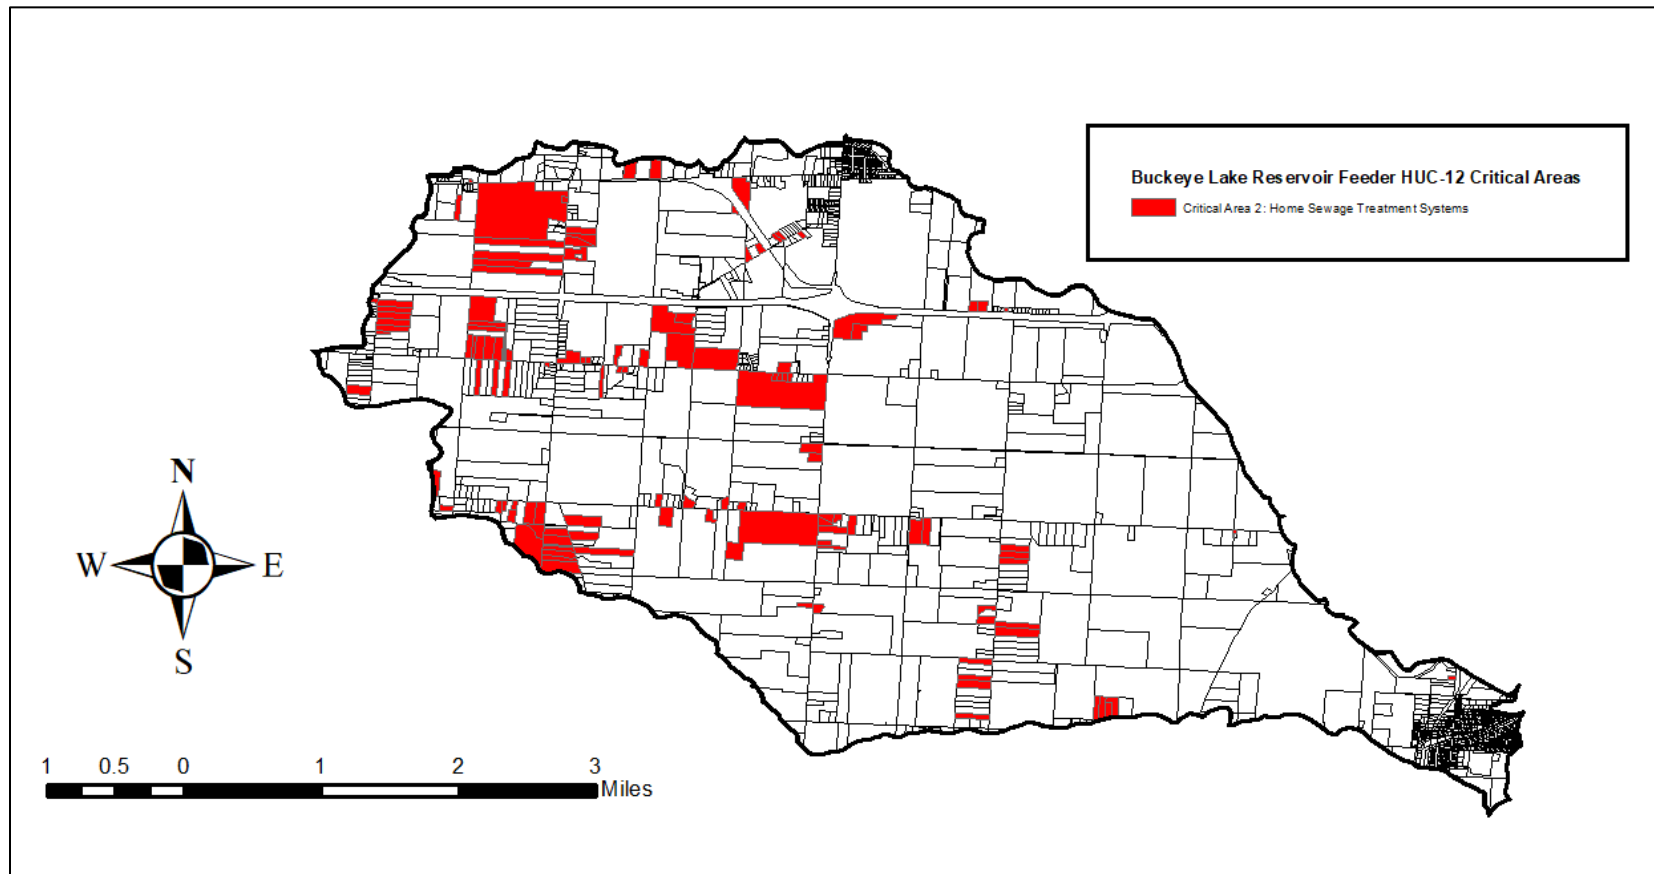 Buckeye Lake Reservoir Feeder HUC-12 Critical Areas
Critical Area 2: Home Sewage Treatment Systems
N
W E
S
1 0.5 0 1 2 3
Miles